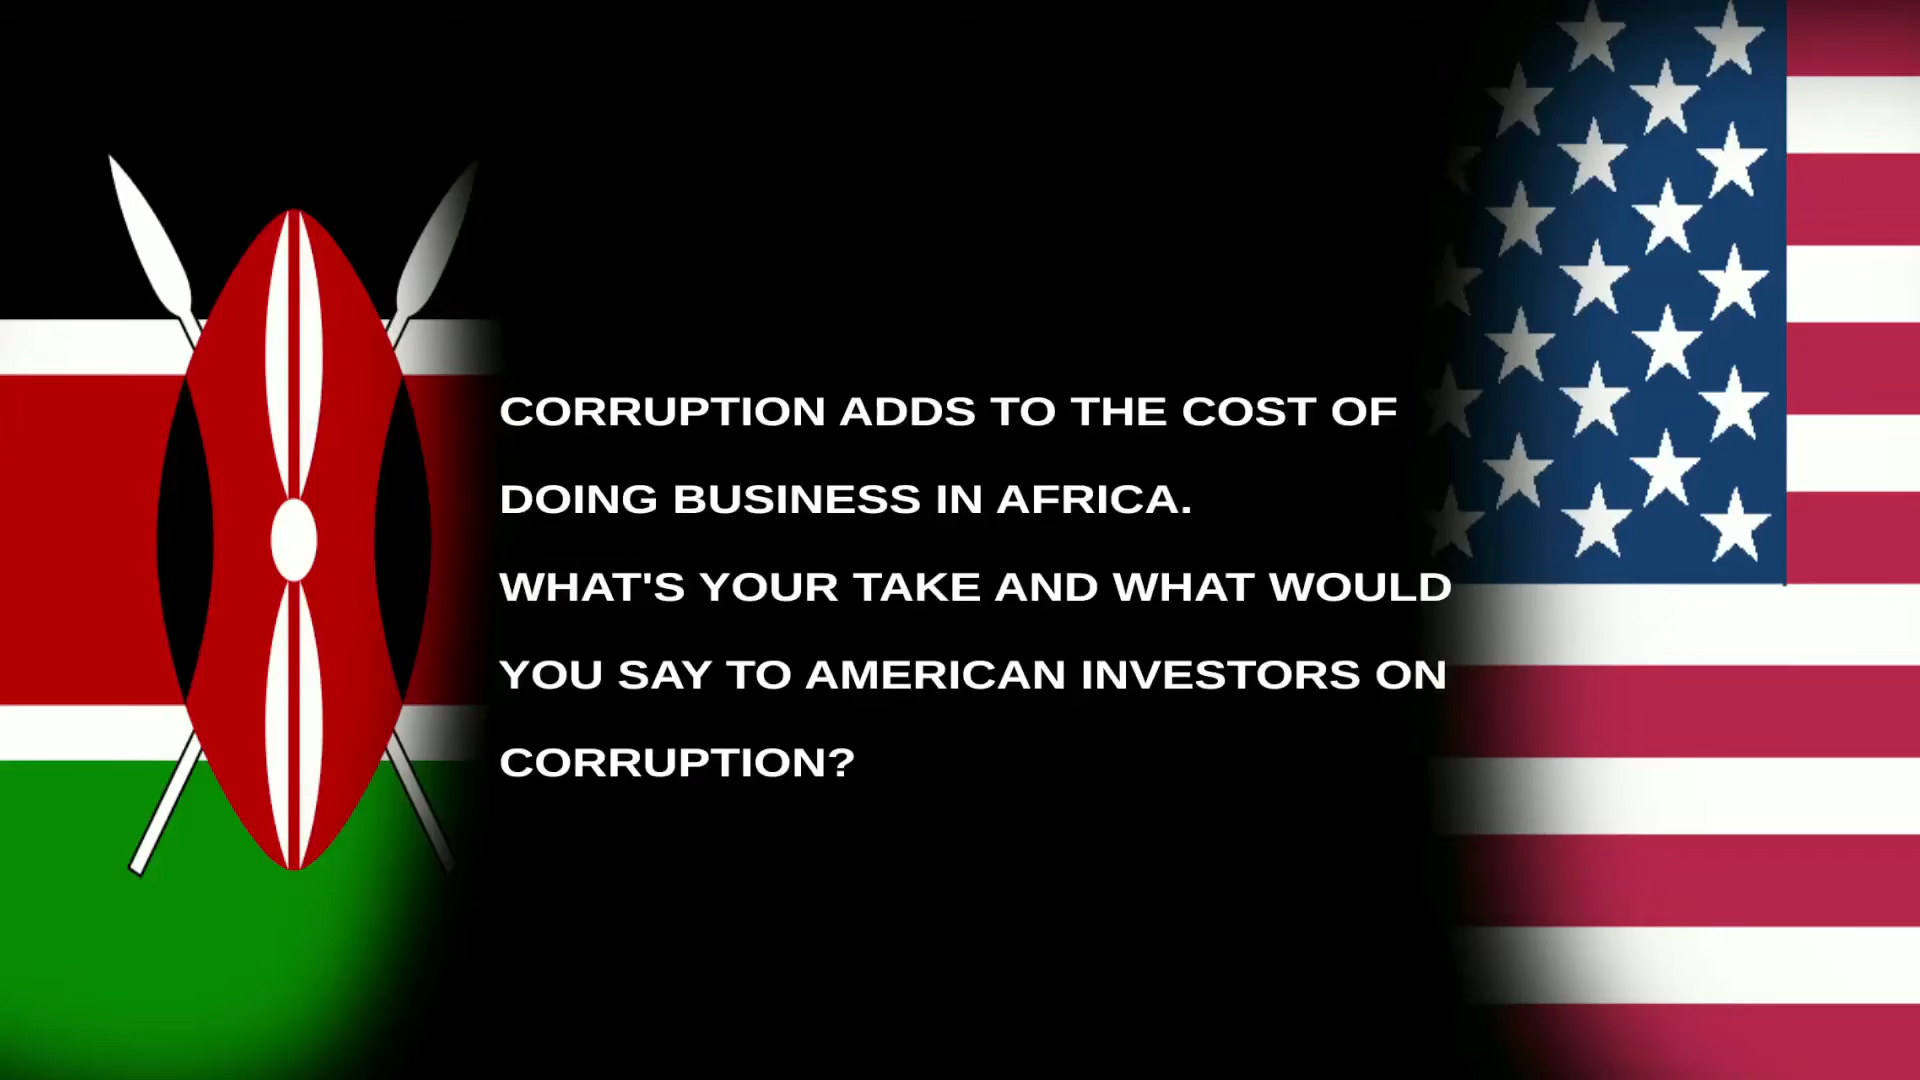 CORRUPTION ADDS TO THE COST OF
DOING BUSINESS IN AFRICA.
WHAT'S YOUR TAKE AND WHAT WOULD
YOU SAY TO AMERICAN INVESTORS ON
CORRUPTION?